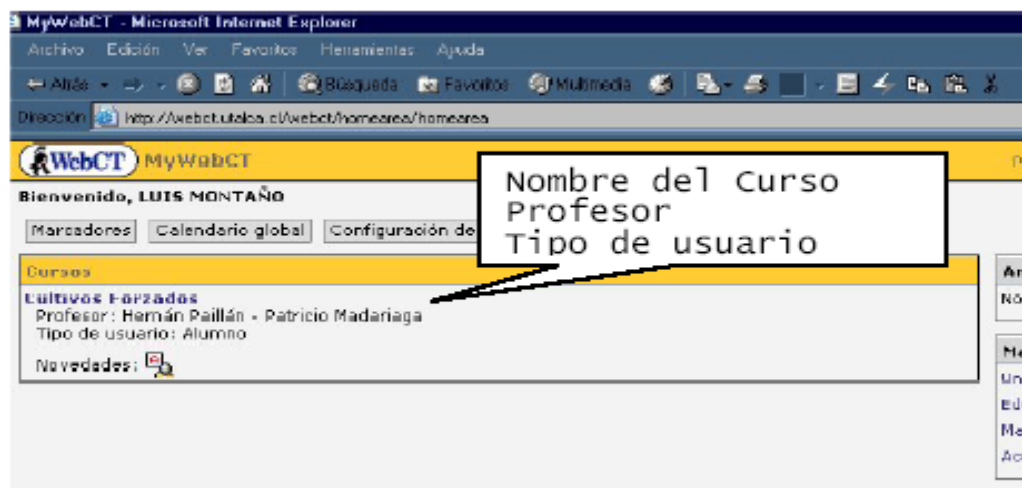 MyWebCT - Microsoft Internet Explorer
Archivo Edición Ver Favoritos Herramientas Ayuda
Atrás Búsqueda Favoritos Multimedia
Dirección http://webct.utalca.cl/webct/homearea/homearea
WebCT MyWebCT
Bienvenido, LUIS MONTAÑO
Marcadores Calendario global Configuración de
Nombre del Curso
Profesor
Tipo de usuario
Cursos
Cultivos Forzados
Profesor: Hernán Paillán - Patricio Madariaga
Tipo de usuario: Alumno
Novedades: